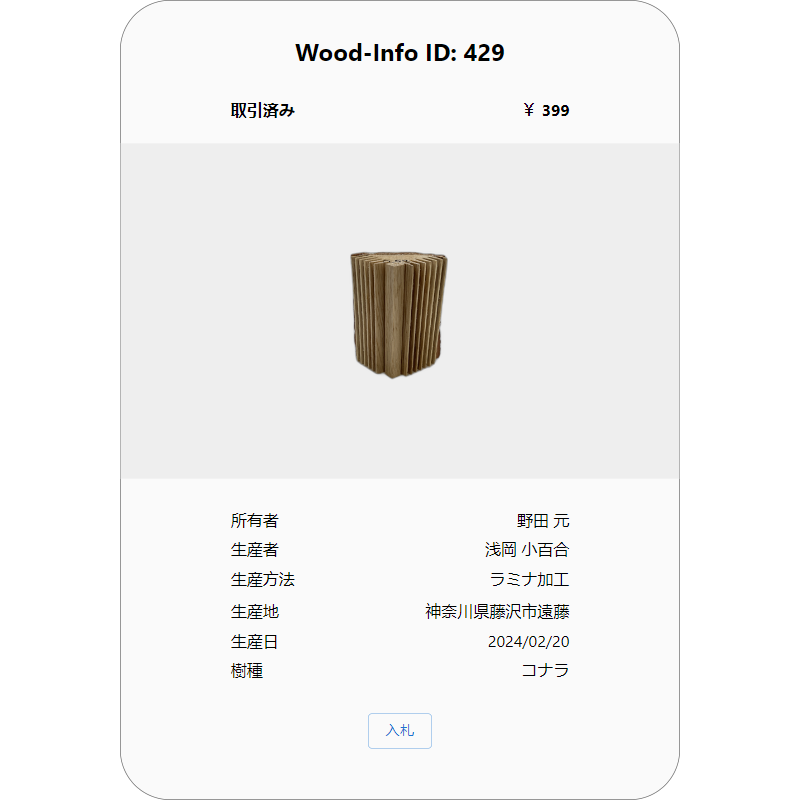 Wood-Info ID: 429
取引済み ￥ 399
所有者 野田 元
生産者 浅岡 小百合
生産方法 ラミナ加工
生産地 神奈川県藤沢市遠藤
生産日 2024/02/20
樹種 コナラ
入札